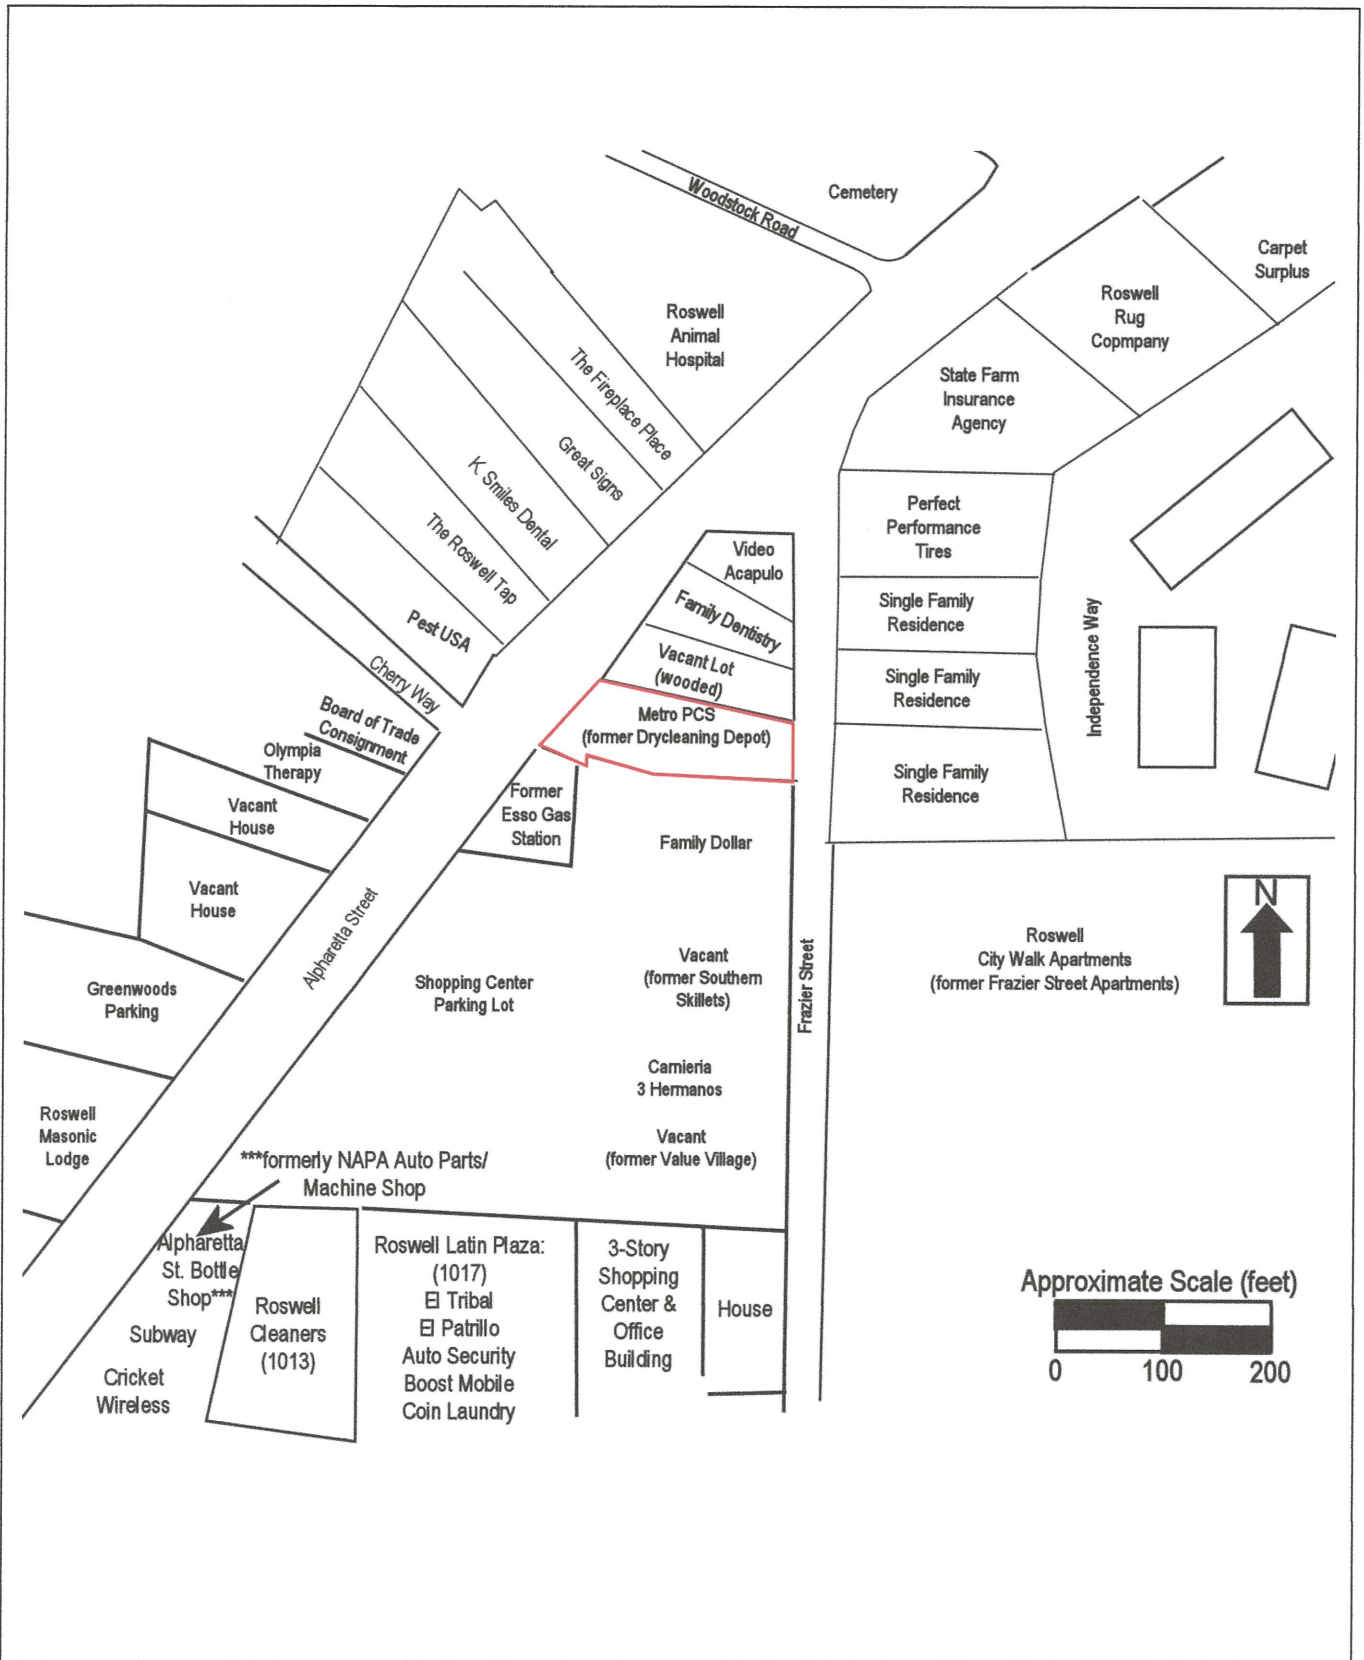 Woodstock Road
Cemetery
Carpet
Surplus
Roswell
Rug
Copmpany
Roswell
Animal
Hospital
State Farm
Insurance
Agency
The Fireplace Place
Great Signs
K. Smiles Dental
The Roswell Tap
Pest USA
Cherry Way
Perfect
Performance
Tires
Video
Acapulo
Family Dentistry
Vacant Lot
(wooded)
Single Family
Residence
Single Family
Residence
Single Family
Residence
Independence Way
Metro PCS
(former Drycleaning Depot)
Board of Trade
Consignment
Olympia
Therapy
Vacant
House
Vacant
House
Former
Esso Gas
Station
Family Dollar
Alpharetta Street
Greenwoods
Parking
Shopping Center
Parking Lot
Vacant
(former Southern
Skillets)
Frazier Street
Roswell
City Walk Apartments
(former Frazier Street Apartments)
N
Carnieria
3 Hermanos
Roswell
Masonic
Lodge
Vacant
(former Value Village)
***formerly NAPA Auto Parts/
Machine Shop
Alpharetta
St. Bottle
Shop***
Subway
Cricket
Wireless
Roswell
Cleaners
(1013)
Roswell Latin Plaza:
(1017)
El Tribal
El Patrillo
Auto Security
Boost Mobile
Coin Laundry
3-Story
Shopping
Center &
Office
Building
House
Approximate Scale (feet)
0 100 200